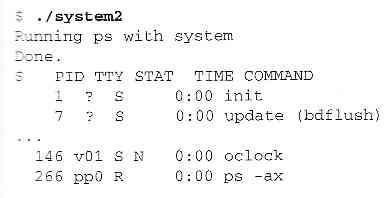 $ ./system2
Running ps with system
Done.
$ PID TTY STAT TIME COMMAND
1 ? S 0:00 init
7 ? S 0:00 update (bdflush)
...
146 v01 S N 0:00 oclock
266 pp0 R 0:00 ps -ax